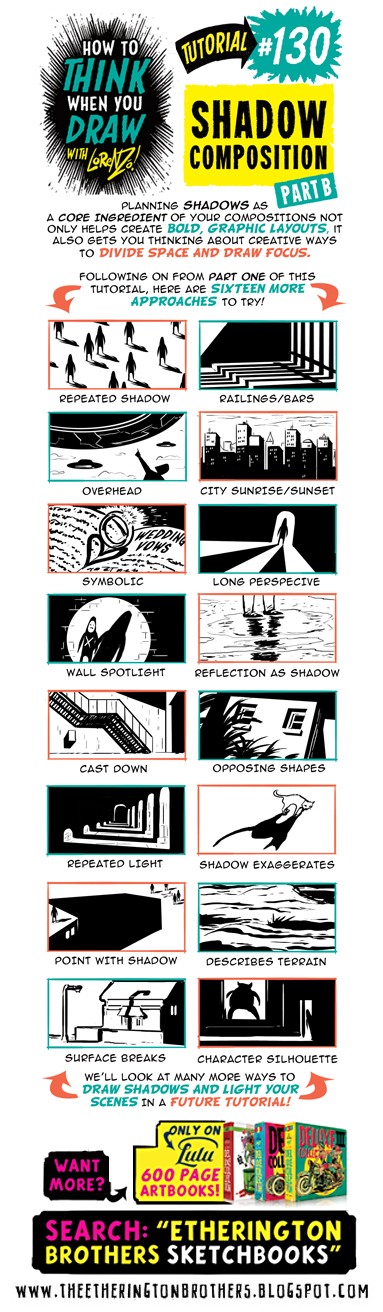 HOW TO
THINK
WHEN YOU
DRAW
WITH LORENZO!
TUTORIAL #130
SHADOW
COMPOSITION
PART B
PLANNING SHADOWS AS
A CORE INGREDIENT OF YOUR COMPOSITIONS NOT
ONLY HELPS CREATE BOLD, GRAPHIC LAYOUTS, IT
ALSO GETS YOU THINKING ABOUT CREATIVE WAYS
TO DIVIDE SPACE AND DRAW FOCUS.
FOLLOWING ON FROM PART ONE OF THIS
TUTORIAL, HERE ARE SIXTEEN MORE
APPROACHES TO TRY!
REPEATED SHADOW
RAILINGS/BARS
OVERHEAD
CITY SUNRISE/SUNSET
WEDDING
VOWS
SYMBOLIC
LONG PERSPECIVE
WALL SPOTLIGHT
REFLECTION AS SHADOW
CAST DOWN
OPPOSING SHAPES
REPEATED LIGHT
SHADOW EXAGGERATES
POINT WITH SHADOW
DESCRIBES TERRAIN
SURFACE BREAKS
CHARACTER SILHOUETTE
WE'LL LOOK AT MANY MORE WAYS TO
DRAW SHADOWS AND LIGHT YOUR
SCENES IN A FUTURE TUTORIAL!
WANT
MORE?
ONLY ON
Lulu
600 PAGE
ARTBOOKS!
DELUXE
III
SEARCH: "ETHERINGTON
BROTHERS SKETCHBOOKS"
WWW.THEETHERINGTONBROTHERS.BLOGSPOT.COM